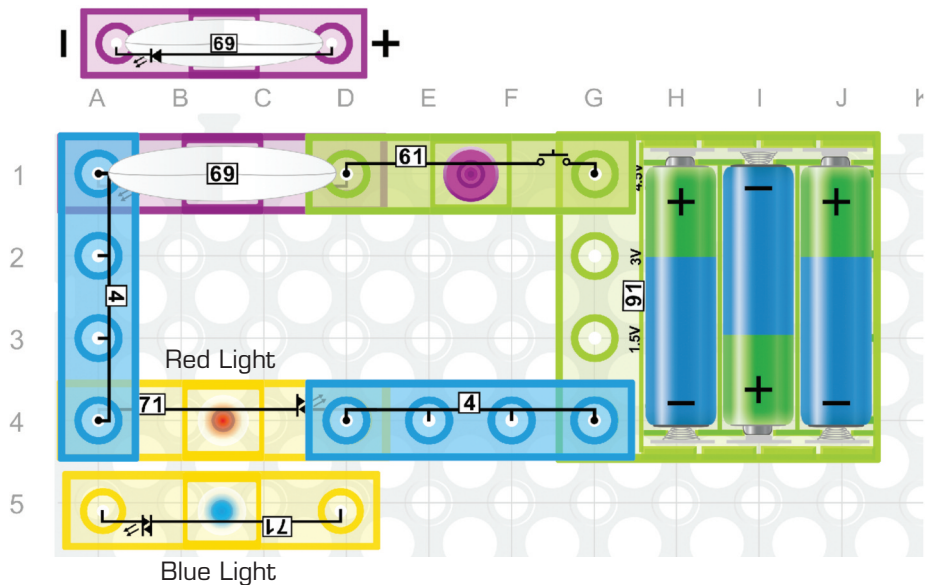 69
I +
A B C D E F G H I J K
1 69 61 4.5V + − +
2 3V
4 91
3 1.5V
Red Light
71 − + −
4 4
5 71
Blue Light